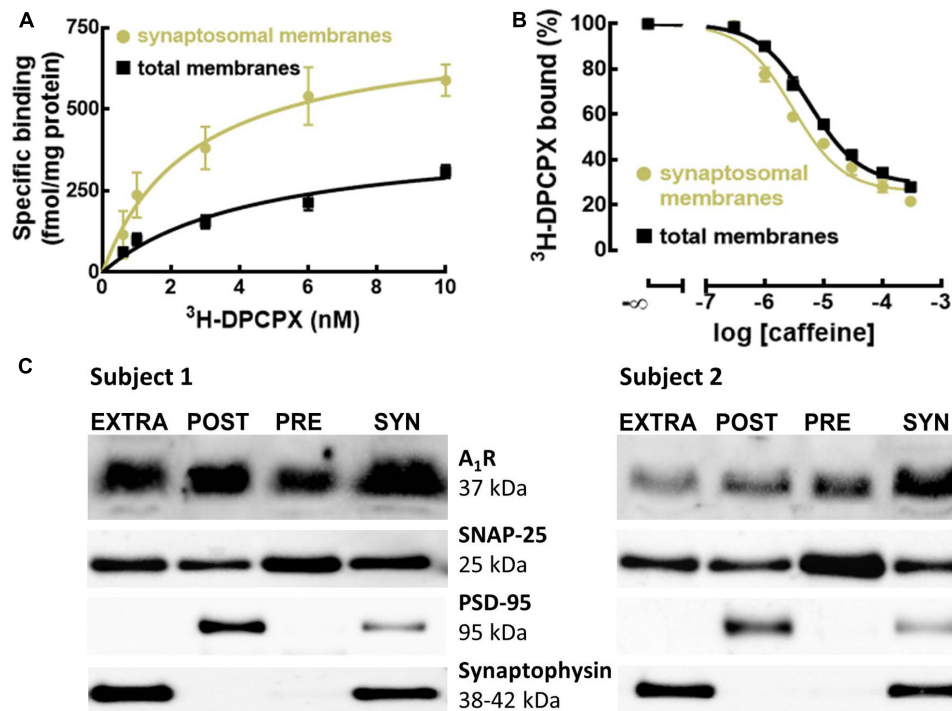 A
Specific binding
(fmol/mg protein)
750
500
250
0
synaptosomal membranes
total membranes
0 2 4 6 8 10
³H-DPCPX (nM)
B
³H-DPCPX bound (%)
100
80
60
40
20
0
synaptosomal
membranes
total membranes
-∞ -7 -6 -5 -4 -3
log [caffeine]
C
Subject 1
EXTRA POST PRE SYN
A₁R
37 kDa
SNAP-25
25 kDa
PSD-95
95 kDa
Synaptophysin
38-42 kDa
Subject 2
EXTRA POST PRE SYN